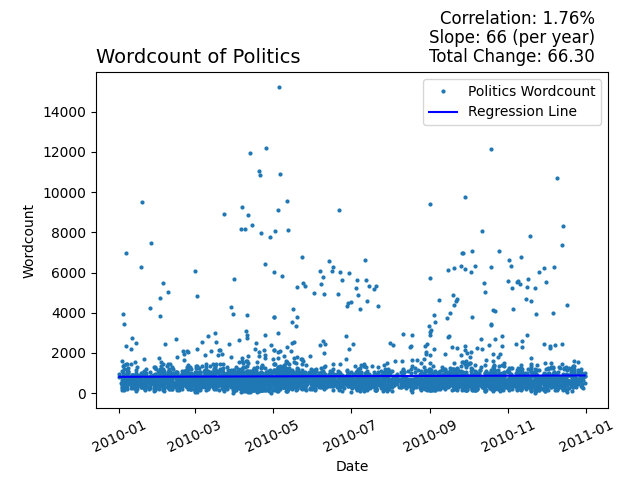 Correlation: 1.76%
Slope: 66 (per year)
Total Change: 66.30
Wordcount of Politics
Politics Wordcount
Regression Line
14000
12000
10000
8000
6000
4000
2000
0
Wordcount
2010-01
2010-03
2010-05
2010-07
2010-09
2010-11
2011-01
Date